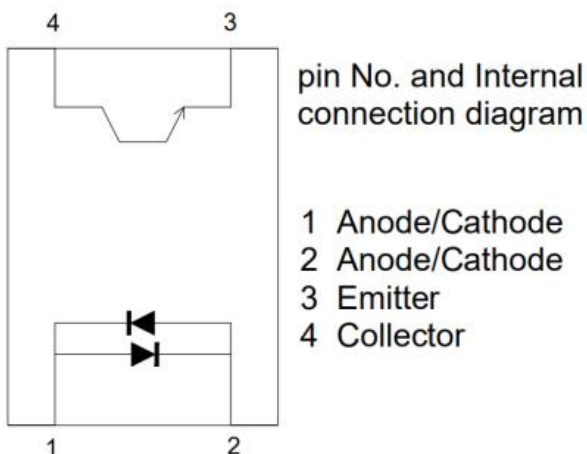 4 3
pin No. and Internal
connection diagram
1 Anode/Cathode
2 Anode/Cathode
3 Emitter
4 Collector
1 2